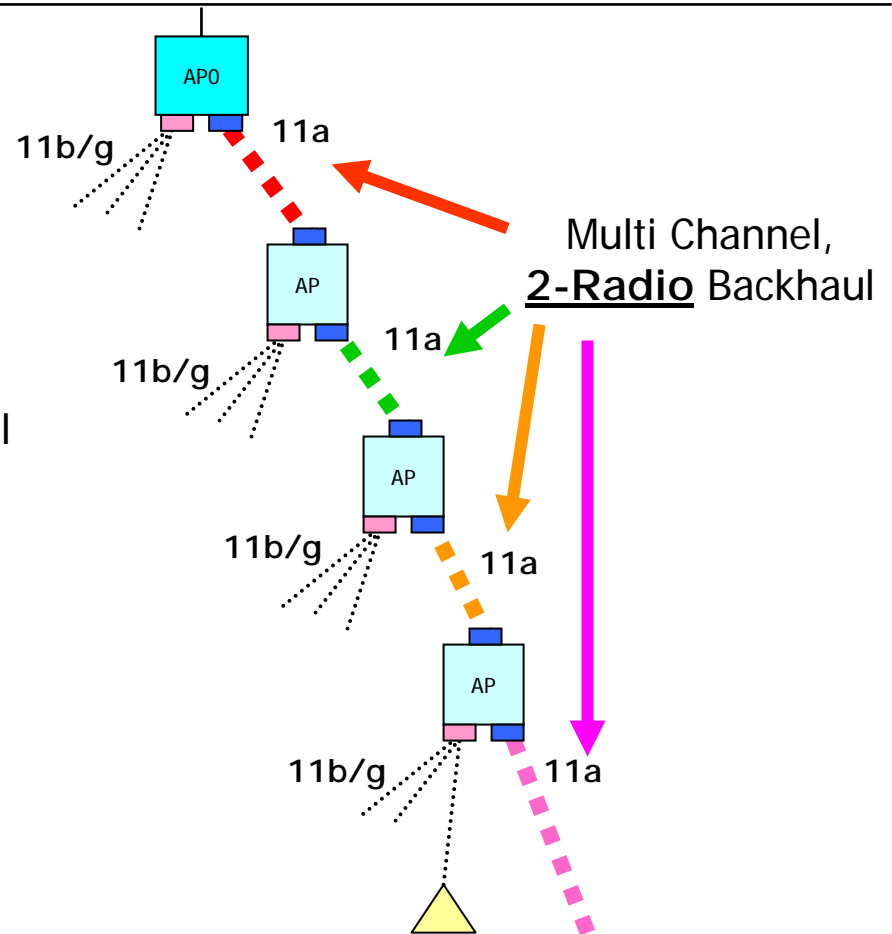 AP0
11a
11b/g
Multi Channel,
2-Radio Backhaul
AP
11a
11b/g
l
AP
11b/g
11a
AP
11b/g
11a